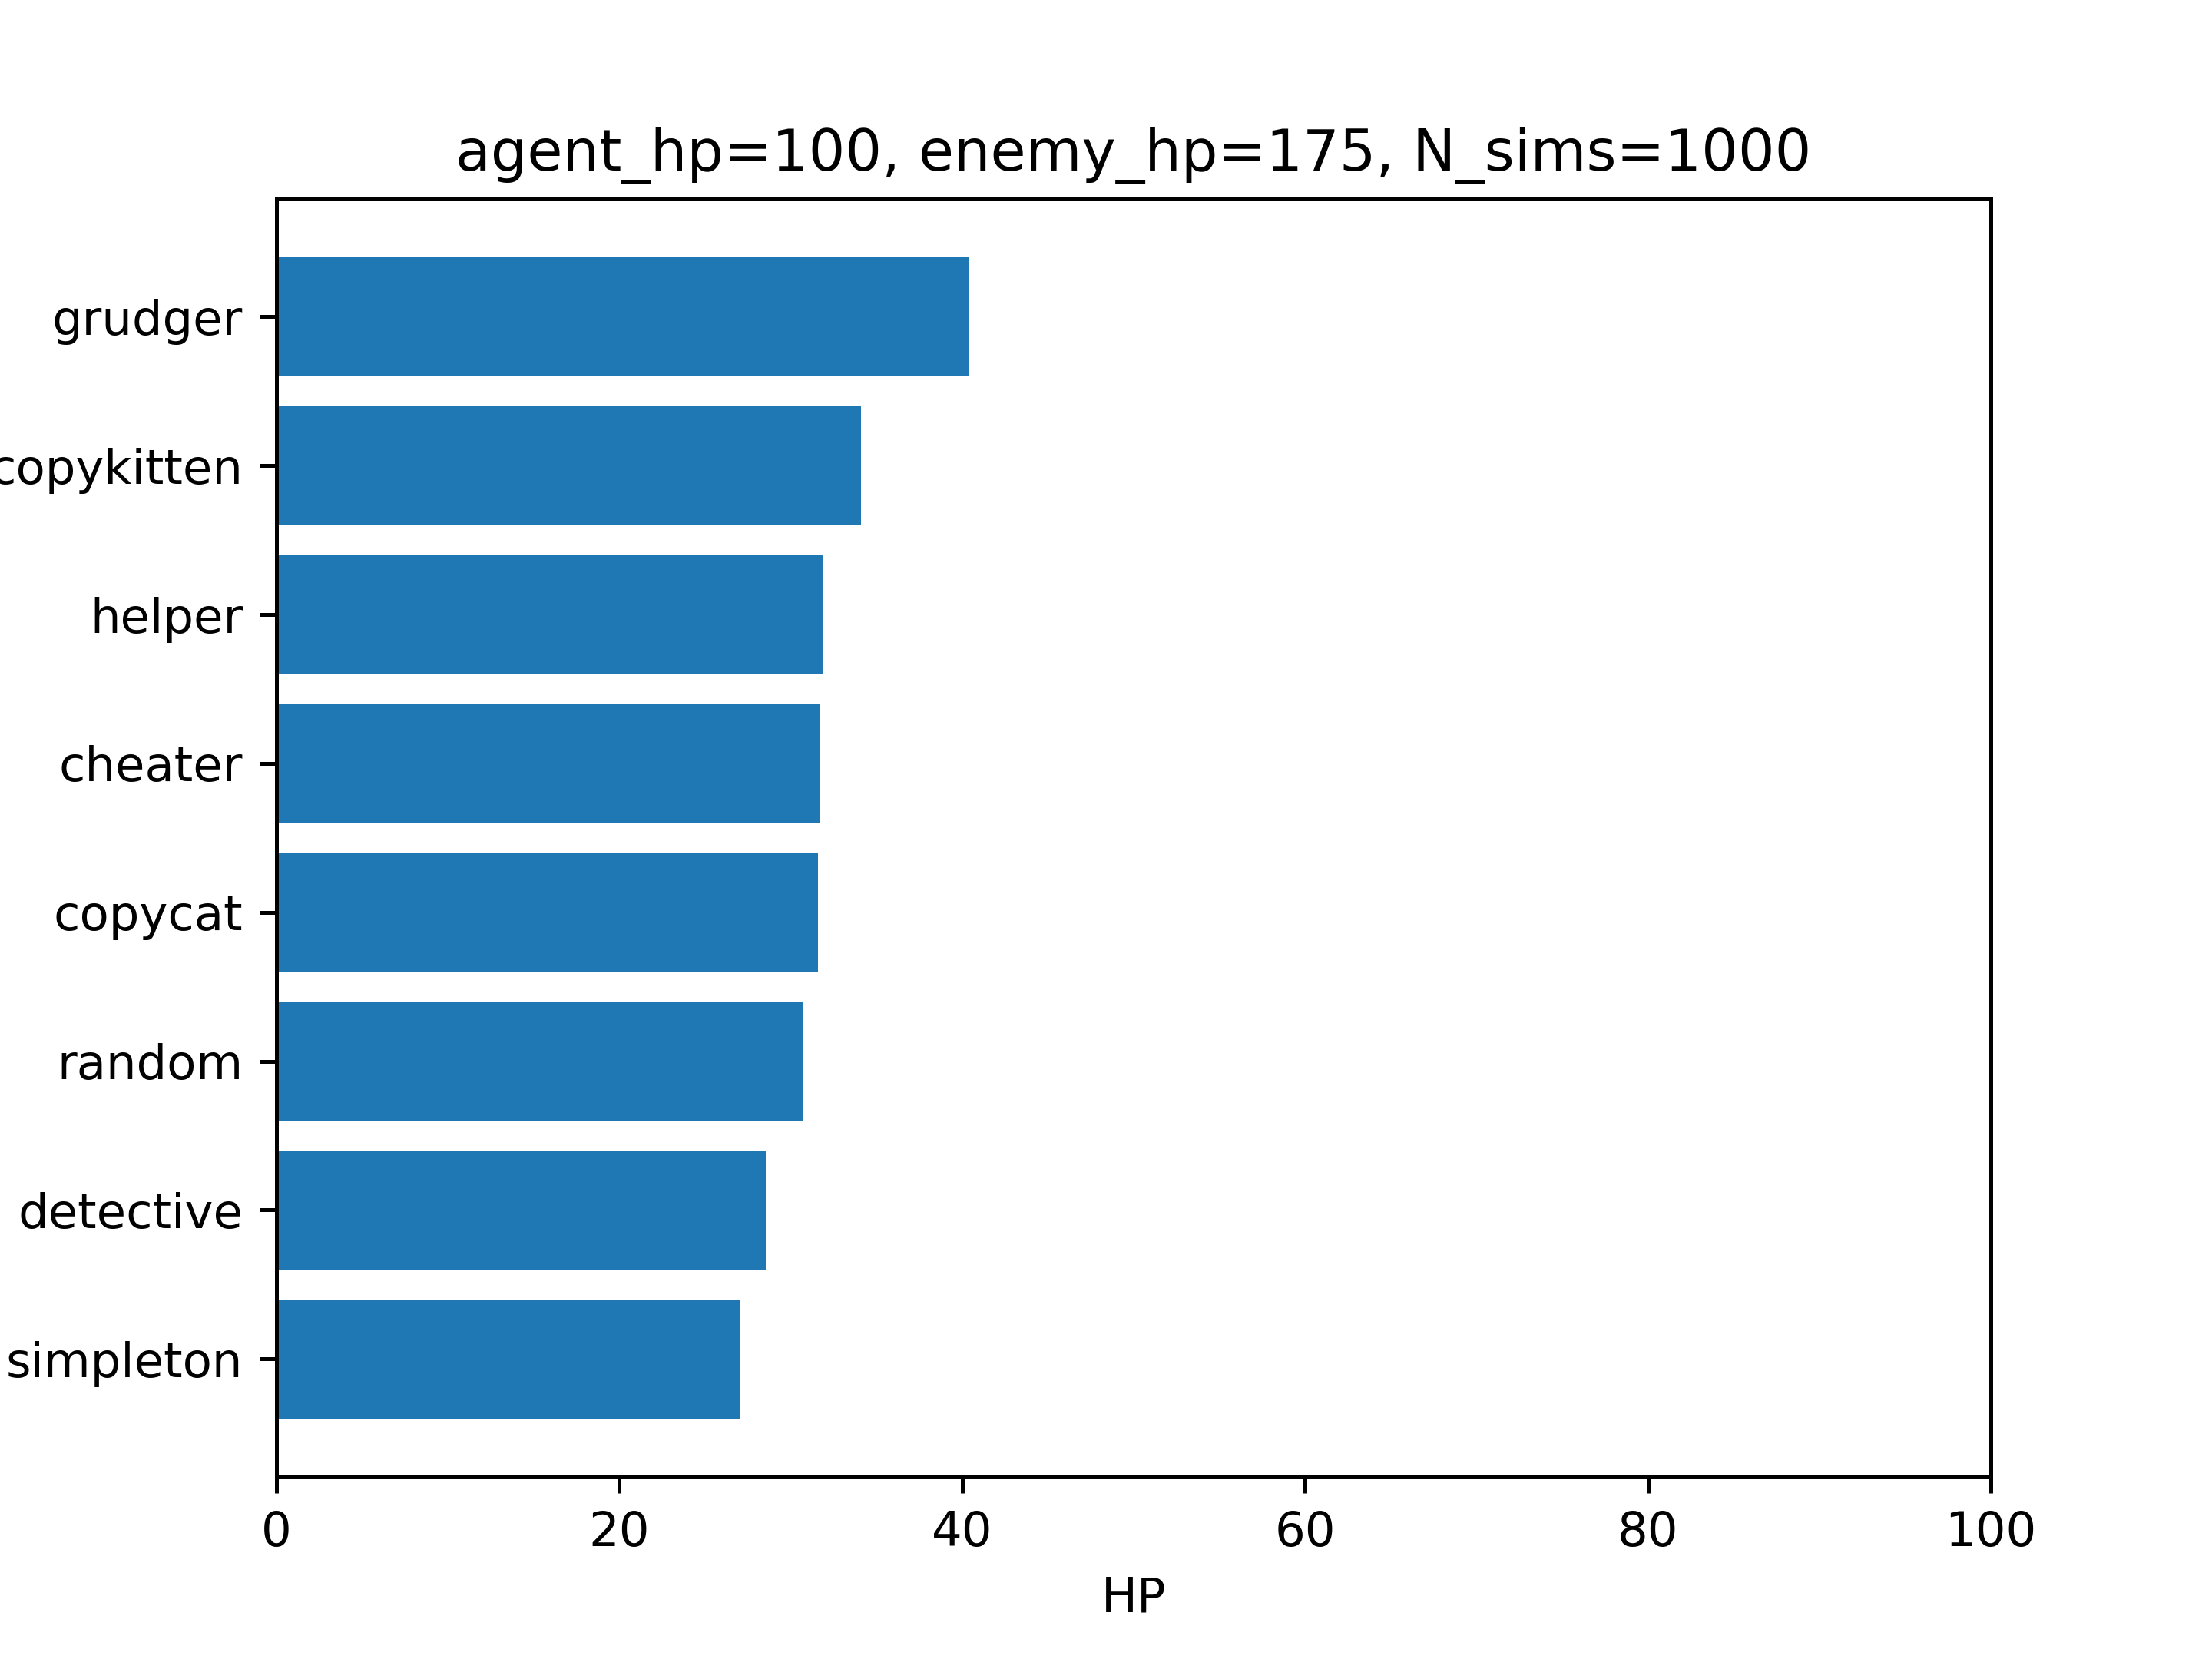 agent_hp=100, enemy_hp=175, N_sims=1000
grudger
copykitten
helper
cheater
copycat
random
detective
simpleton
0 20 40 60 80 100
HP